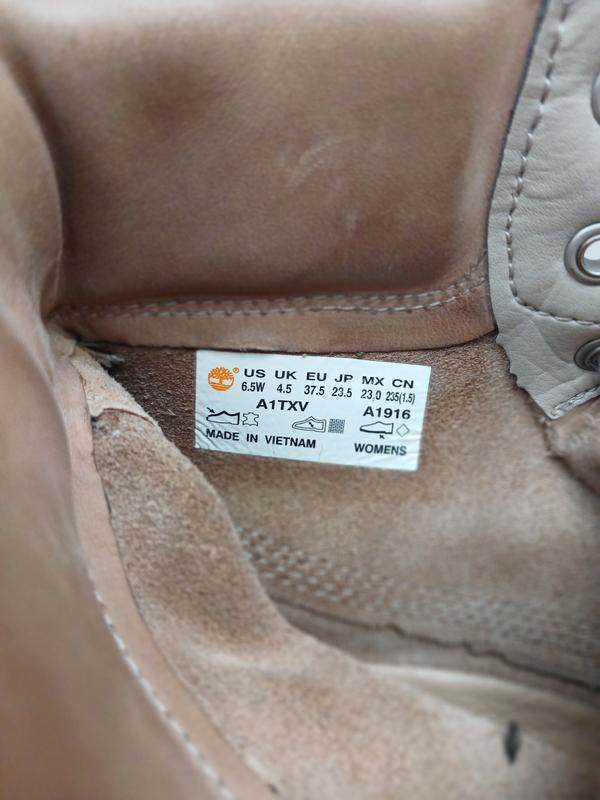 ® US UK EU JP MX CN
6.5W 4.5 37.5 23.5 23,0 235(1.5)
A1TXV A1916
MADE IN VIETNAM WOMENS